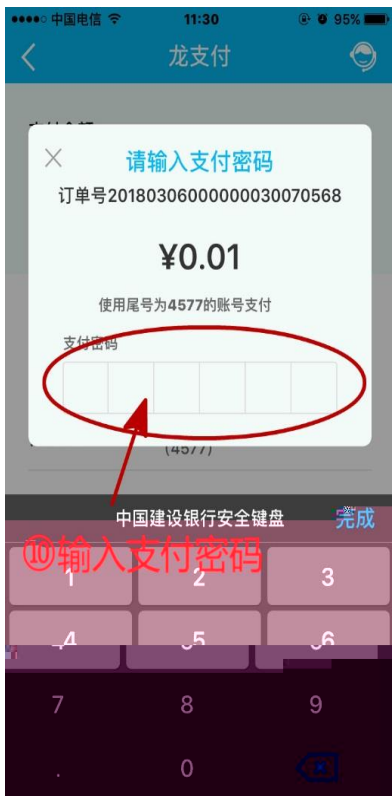 中国电信 11:30 95%
龙支付
请输入支付密码
订单号20180306000000030070568
¥0.01
使用尾号为4577的账号支付
支付密码
(4577)
中国建设银行安全键盘 完成
⑩输入支付密码
1 2 3
4 5 6
7 8 9
. 0